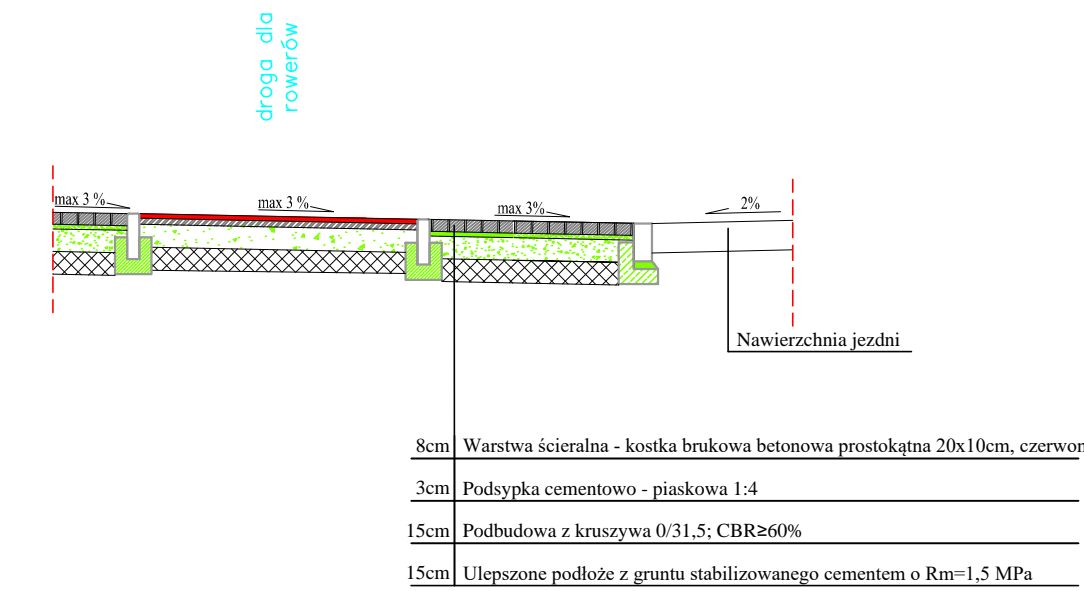 droga dla
rowerów
max 3 %
max 3 %
max 3%
2%
Nawierzchnia jezdni
8cm Warstwa ścieralna - kostka brukowa betonowa prostokątna 20x10cm, czerwon
3cm Podsypka cementowo - piaskowa 1:4
15cm Podbudowa z kruszywa 0/31,5; CBR≥60%
15cm Ulepszone podłoże z gruntu stabilizowanego cementem o Rm=1,5 MPa